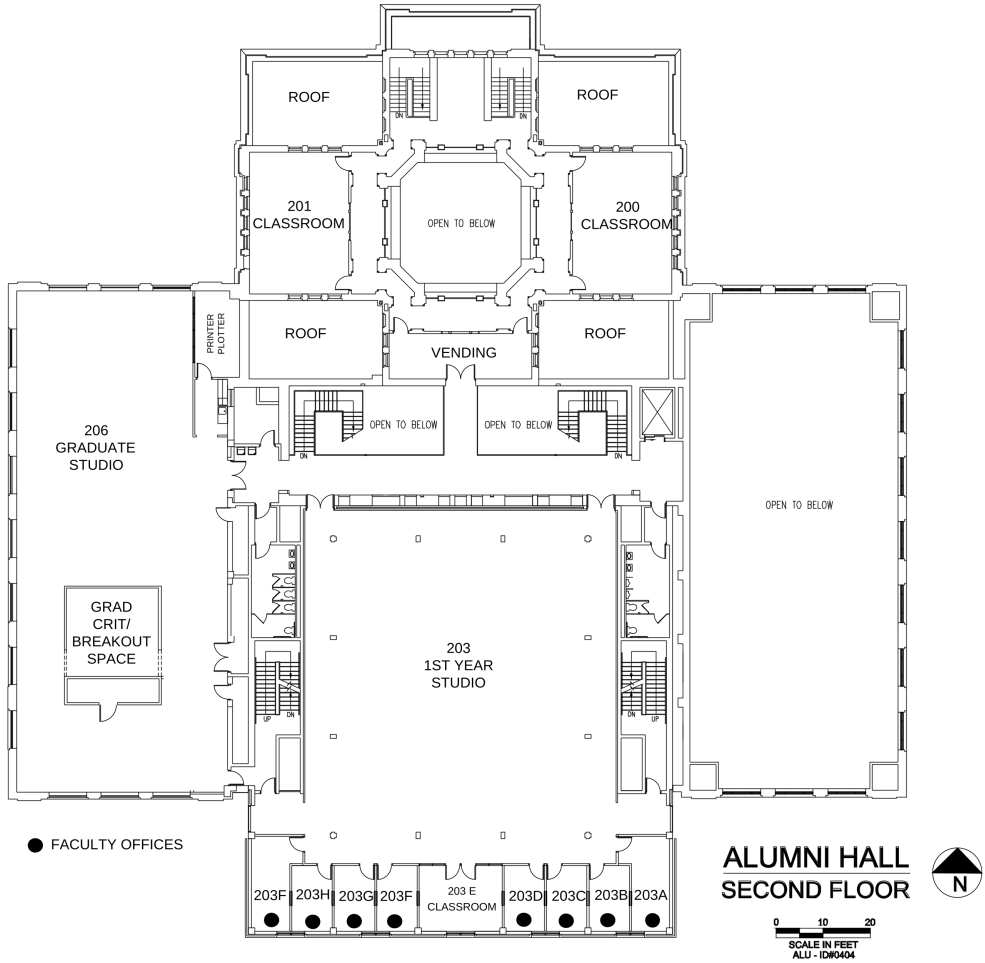 ROOF
ROOF
DN
DN
201
CLASSROOM
OPEN TO BELOW
200
CLASSROOM
PRINTER
PLOTTER
ROOF
VENDING
ROOF
206
GRADUATE
STUDIO
OPEN TO BELOW
OPEN TO BELOW
DN
DN
OPEN TO BELOW
GRAD
CRIT/
BREAKOUT
SPACE
203
1ST YEAR
STUDIO
UP
DN
DN
UP
FACULTY OFFICES
203F
203H
203G
203F
203 E
CLASSROOM
203D
203C
203B
203A
ALUMNI HALL
SECOND FLOOR
N
0 10 20
SCALE IN FEET
ALU - ID#0404